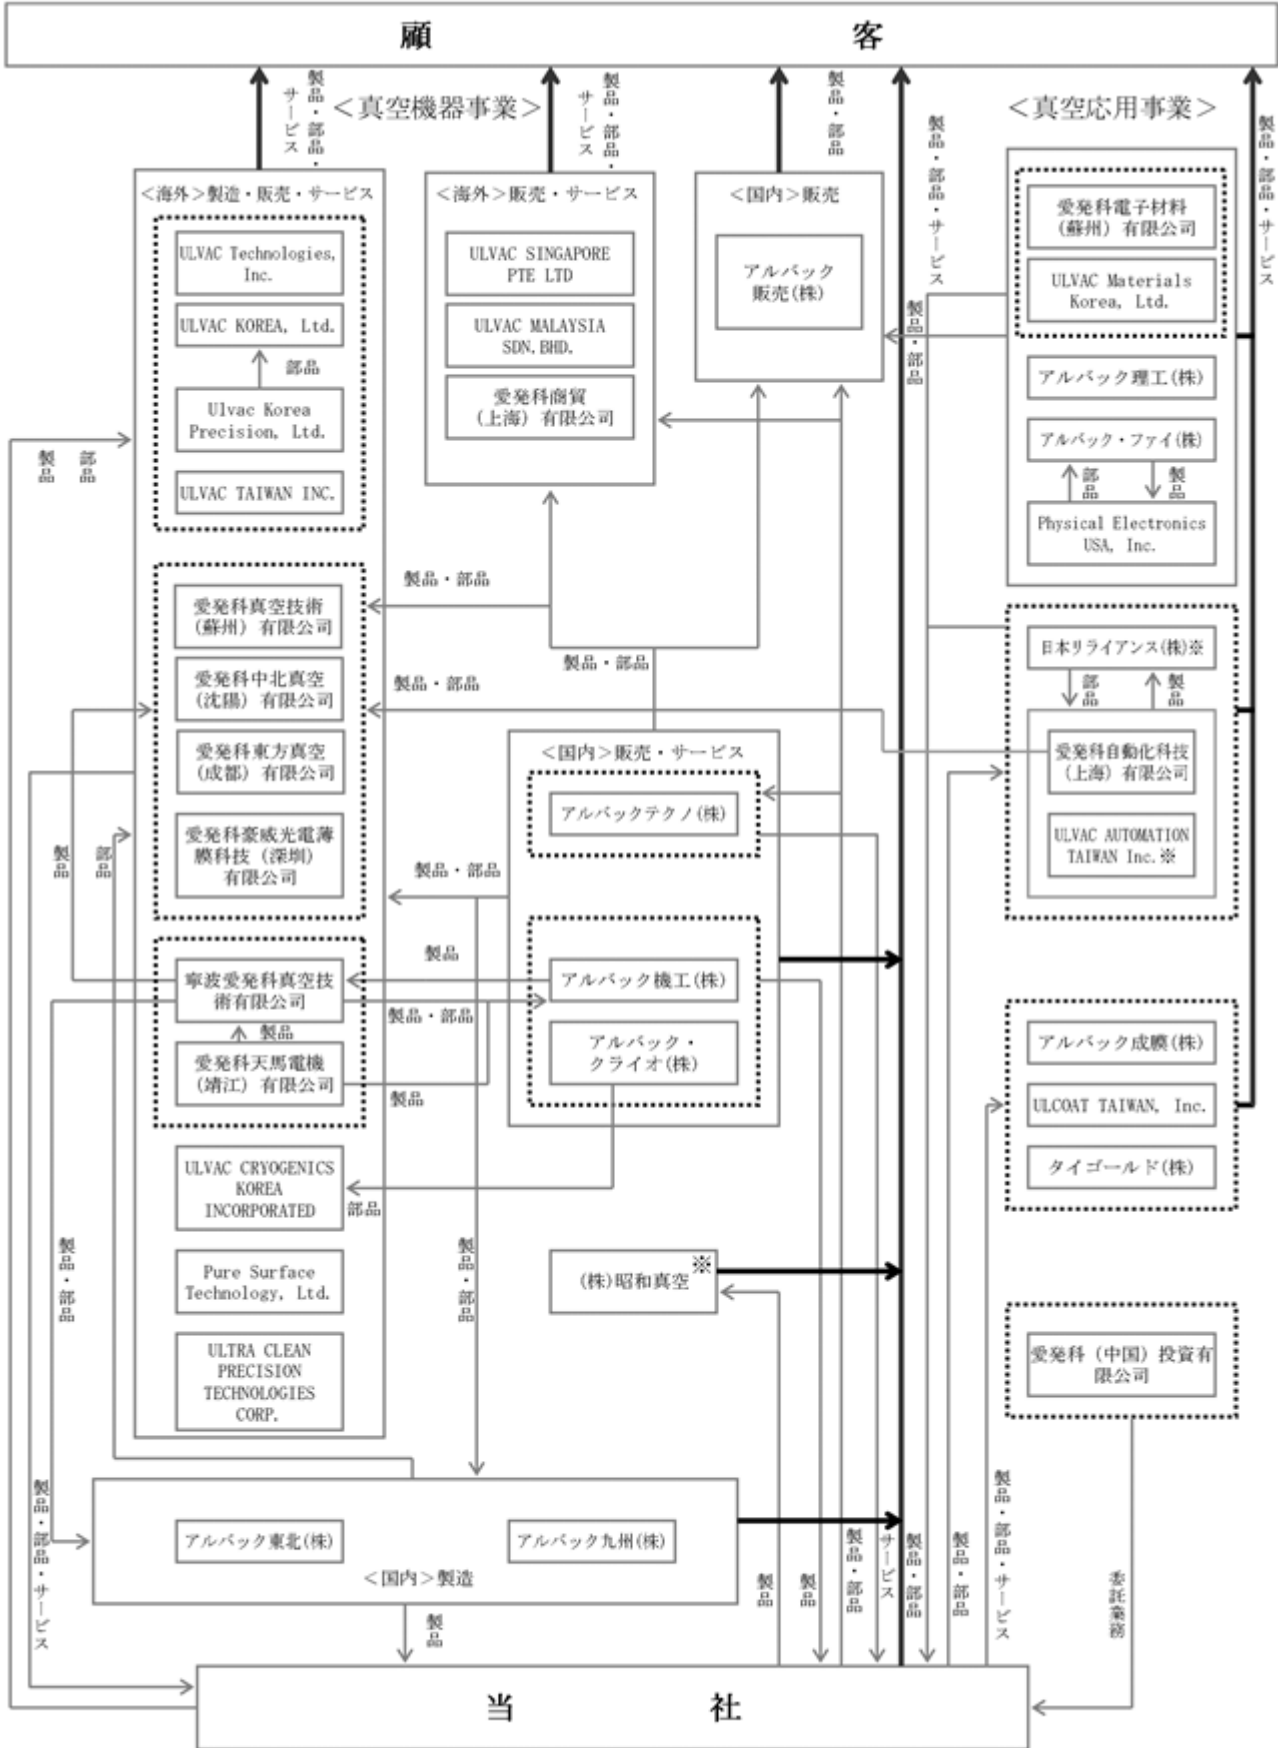 顧客
製品・部品・
サービス
<真空機器事業>
製品・部品・
サービス
製品・部品
製品・部品・サービス
<真空応用事業>
製品・部品・サービス
<海外>製造・販売・サービス
ULVAC Technologies,
Inc.
ULVAC KOREA, Ltd.
部品
Ulvac Korea
Precision, Ltd.
ULVAC TAIWAN INC.
製品
部品
愛発科真空技術
(蘇州) 有限公司
愛発科中北真空
(沈陽) 有限公司
愛発科東方真空
(成都) 有限公司
愛発科豪威光電薄
膜科技 (深圳)
有限公司
製品
部品
寧波愛発科真空技
術有限公司
製品
愛発科天馬電機
(靖江) 有限公司
ULVAC CRYOGENICS
KOREA
INCORPORATED
Pure Surface
Technology, Ltd.
ULTRA CLEAN
PRECISION
TECHNOLOGIES
CORP.
製品・部品
製品・部品・サービス
<海外>販売・サービス
ULVAC SINGAPORE
PTE LTD
ULVAC MALAYSIA
SDN.BHD.
愛発科商貿
(上海) 有限公司
<国内>販売
アルバック
販売(株)
製品・部品
製品・部品
製品・部品
製品・部品
<国内>販売・サービス
アルバックテクノ(株)
製品・部品
製品
アルバック機工(株)
製品・部品
アルバック・
クライオ(株)
製品
部品
製品・部品
(株)昭和真空※
愛発科電子材料
(蘇州) 有限公司
ULVAC Materials
Korea, Ltd.
アルバック理工(株)
アルバック・ファイ(株)
部品
製品
Physical Electronics
USA, Inc.
日本リライアンス(株)※
部品
製品
愛発科自動化科技
(上海) 有限公司
ULVAC AUTOMATION
TAIWAN Inc.※
アルバック成膜(株)
ULCOAT TAIWAN, Inc.
タイゴールド(株)
愛発科 (中国) 投資有
限公司
アルバック東北(株)
アルバック九州(株)
<国内>製造
製品
製品
製品
製品・部品
サービス
製品・部品
製品・部品
製品・部品・サービス
委託業務
当社